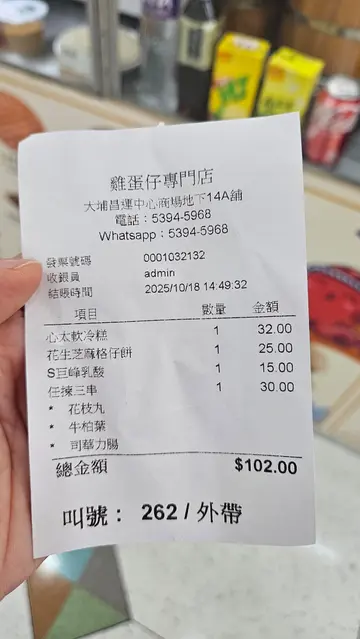 雞蛋仔專門店
大埔昌運中心商場地下14A舖
電話：5394-5968
Whatsapp：5394-5968
發票號碼 0001032132
收銀員 admin
結賬時間 2025/10/18 14:49:32
項目 數量 金額
心太軟冷糕 1 32.00
花生芝麻格仔餅 1 25.00
S巨峰乳酸 1 15.00
任揀三串 1 30.00
* 花枝丸
* 牛柏葉
* 司華力腸
總金額 $102.00
叫號： 262 / 外帶